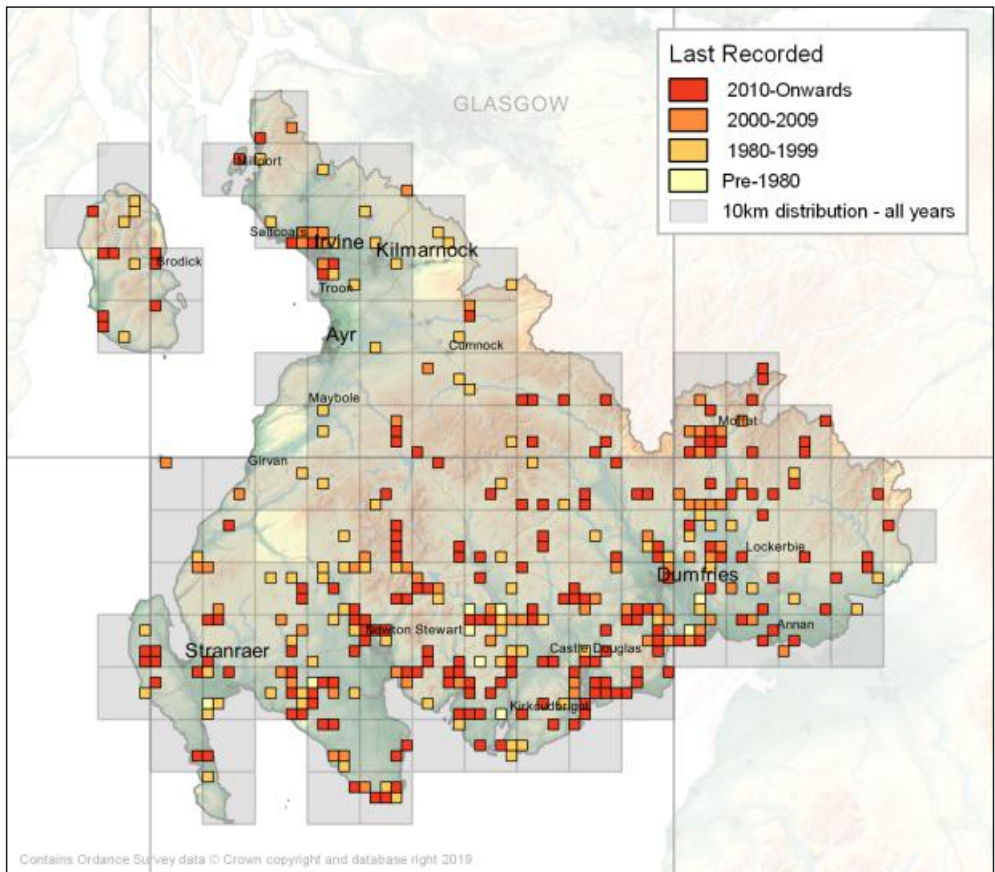 GLASGOW
Last Recorded
2010-Onwards
2000-2009
1980-1999
Pre-1980
10km distribution - all years
Millport
Saltcoats
Irvine
Kilmarnock
Brodick
Troon
Ayr
Cumnock
Maybole
Moffat
Girvan
Lockerbie
Dumfries
Newton Stewart
Annan
Stranraer
Castle Douglas
Kirkcudbright
Contains Ordance Survey data © Crown copyright and database right 2019